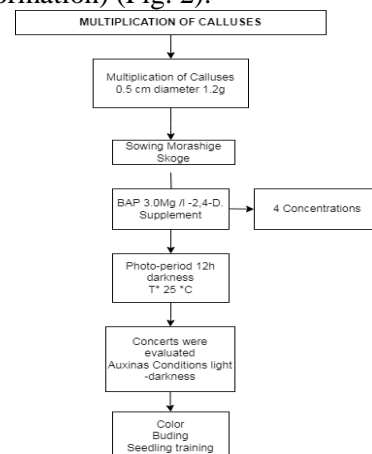 ormation) (Fig. 2).
MULTIPLICATION OF CALLUSES
Multiplication of Calluses
0.5 cm diameter 1.2g
Sowing Morashige
Skoge
BAP 3.0Mg /l -2,4-D.
Supplement
4 Concentrations
Photo-period 12h
darkness
T* 25 *C
Concerts were
evaluated
Auxinas Conditions light
-darkness
Color
Buding
Seedling training